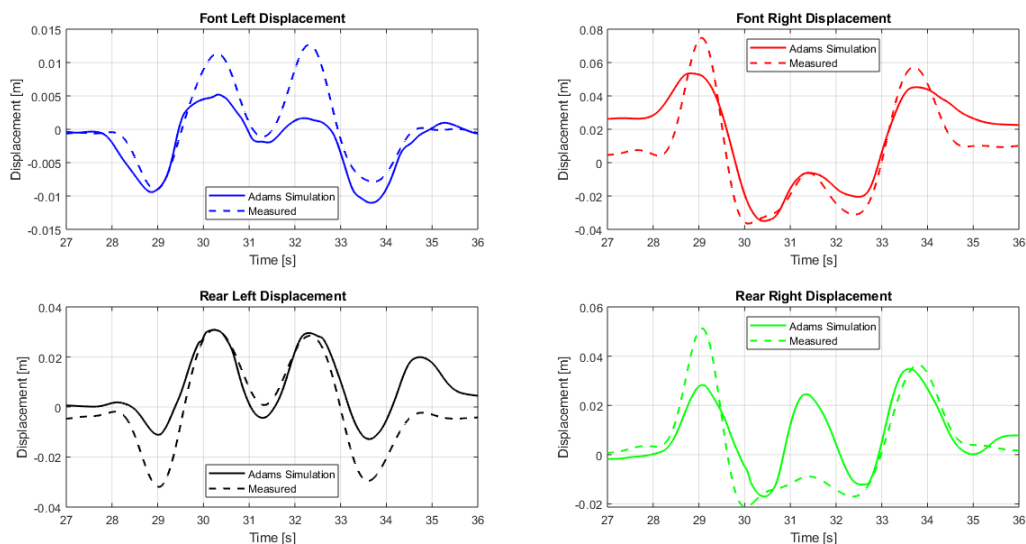 Font Left Displacement
0.015
0.01
0.005
0
-0.005
-0.01
-0.015
Displacement [m]
Adams Simulation
Measured
27 28 29 30 31 32 33 34 35 36
Time [s]
Font Right Displacement
0.08
0.06
0.04
0.02
0
-0.02
-0.04
Displacement [m]
Adams Simulation
Measured
27 28 29 30 31 32 33 34 35 36
Time [s]
Rear Left Displacement
0.04
0.02
0
-0.02
-0.04
Displacement [m]
Adams Simulation
Measured
27 28 29 30 31 32 33 34 35 36
Time [s]
Rear Right Displacement
0.06
0.04
0.02
0
-0.02
Displacement [m]
Adams Simulation
Measured
27 28 29 30 31 32 33 34 35 36
Time [s]